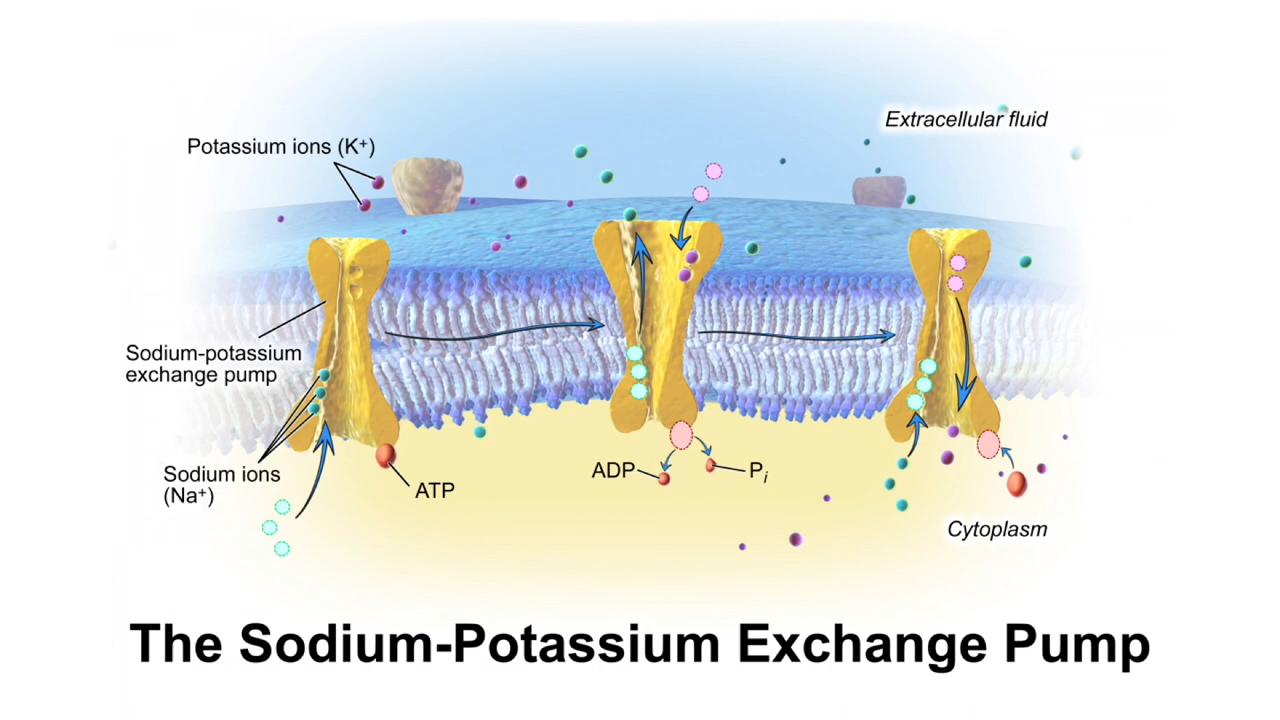 Extracellular fluid
Potassium ions (K⁺)
Sodium-potassium
exchange pump
Sodium ions
(Na⁺)
ATP
ADP
Pᵢ
Cytoplasm
The Sodium-Potassium Exchange Pump